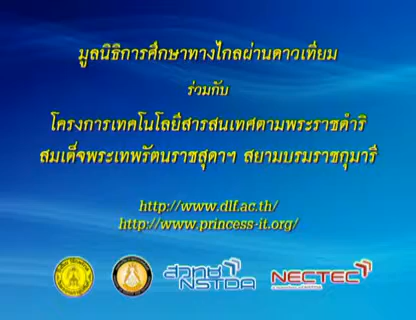 มูลนิธิการศึกษาทางไกลผ่านดาวเทียม
ร่วมกับ
โครงการเทคโนโลยีสารสนเทศตามพระราชดำริ
สมเด็จพระเทพรัตนราชสุดาฯ สยามบรมราชกุมารี
http://www.dlf.ac.th/
http://www.princess-it.org/
สวทช
NSTDA
NECTEC